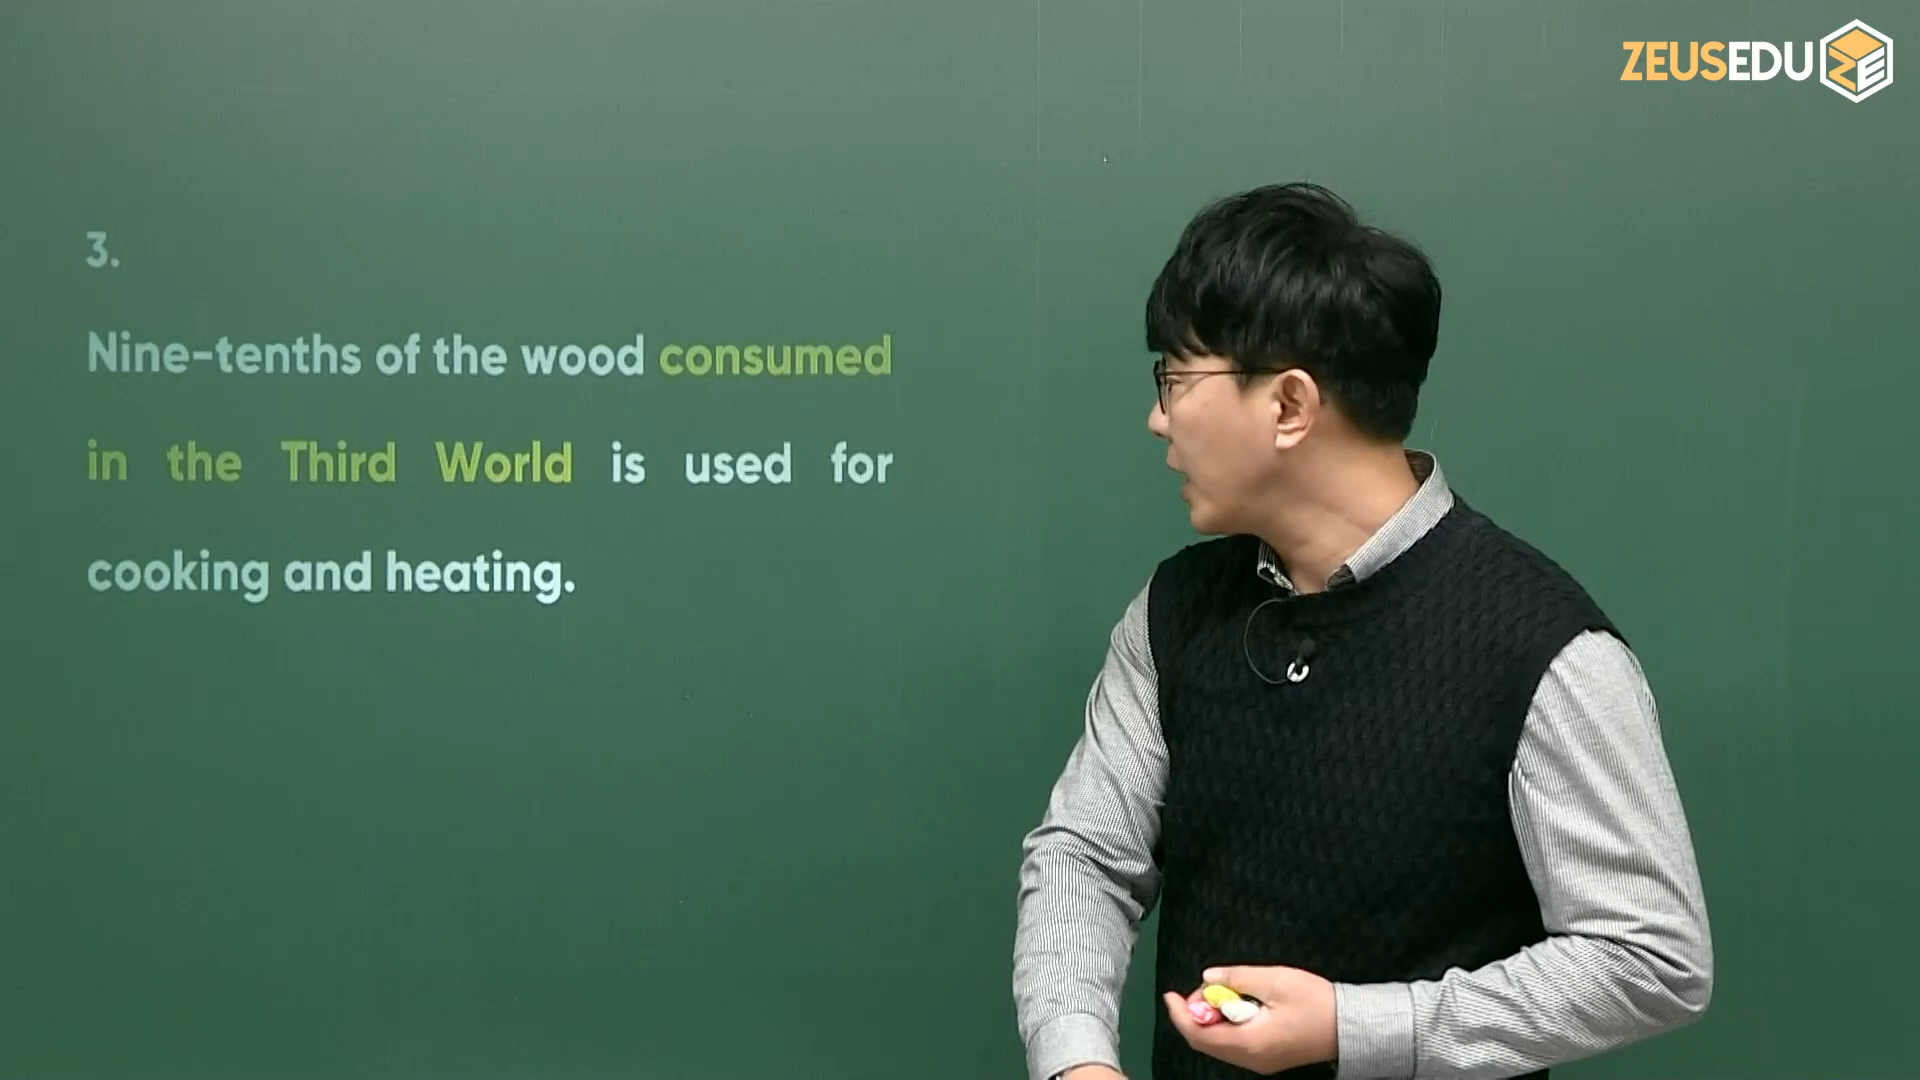 ZEUSEDU
3.
Nine-tenths of the wood consumed
in the Third World is used for
cooking and heating.